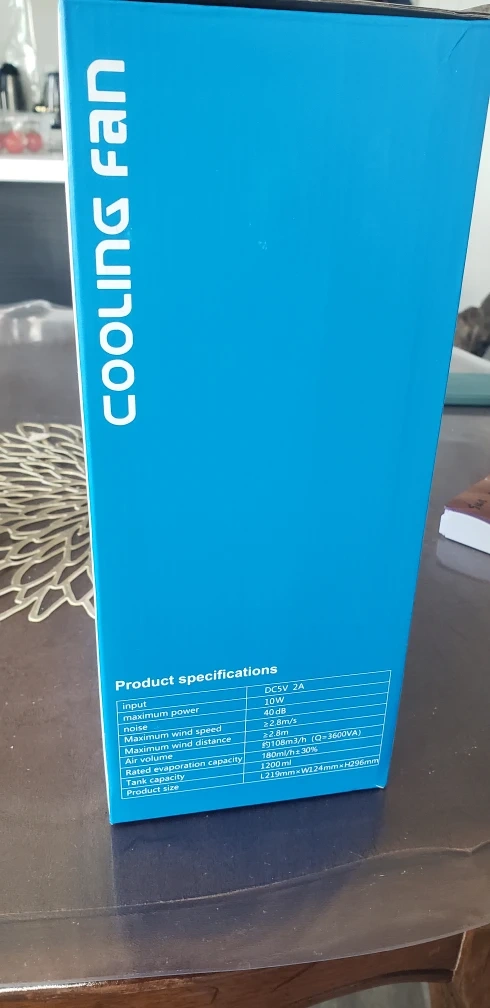 COOLING Fan
Product specifications
input DC5V 2A
maximum power 10W
noise 40dB
Maximum wind speed ≥2.8m/s
Maximum wind distance ≥2.8m
Air volume 约108m3/h (Q=3600VA)
Rated evaporation capacity 180ml/h±30%
Tank capacity 1200ml
Product size L219mm×W124mm×H296mm